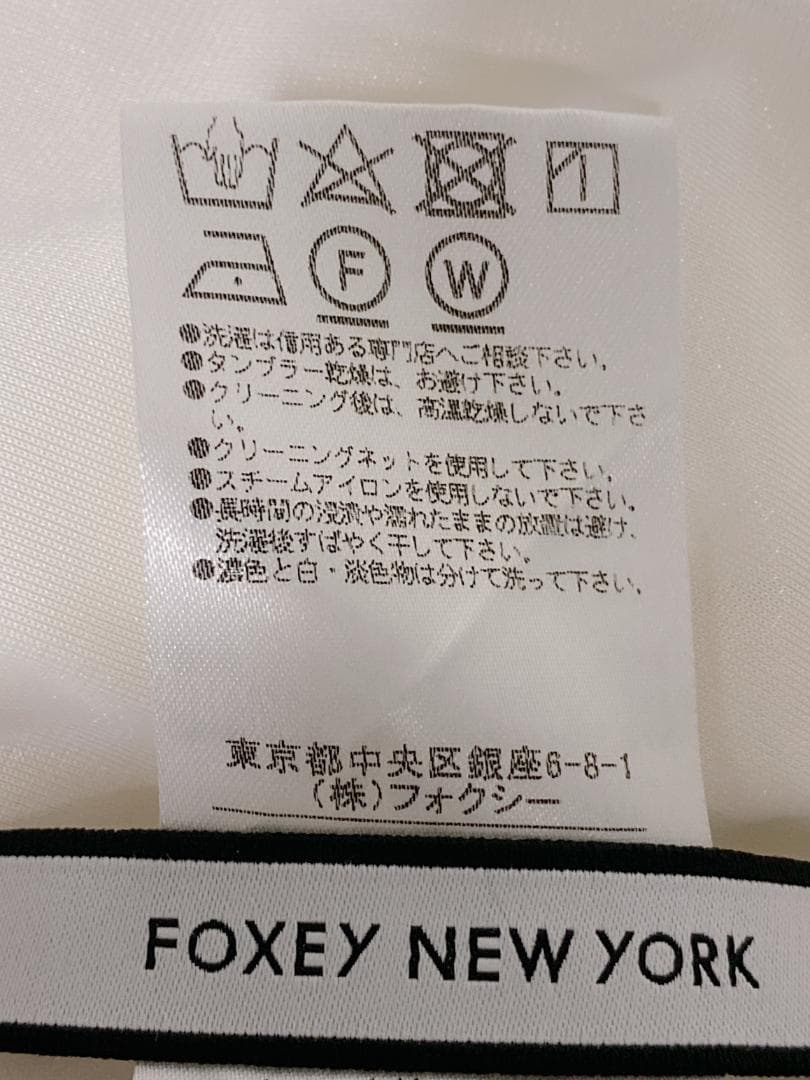 F W
●洗濯は信用ある専門店へご相談下さい。
●タンブラー乾燥は、お避け下さい。
●クリーニング後は、高温乾燥しないで下さ
い。
●クリーニングネットを使用して下さい。
●スチームアイロンを使用しないで下さい。
●長時間の浸漬や濡れたままの放置は避け、
洗濯後すばやく干して下さい。
●濃色と白・淡色物は分けて洗って下さい。
東京都中央区銀座6-8-1
(株)フォクシー
FOXEY NEW YORK